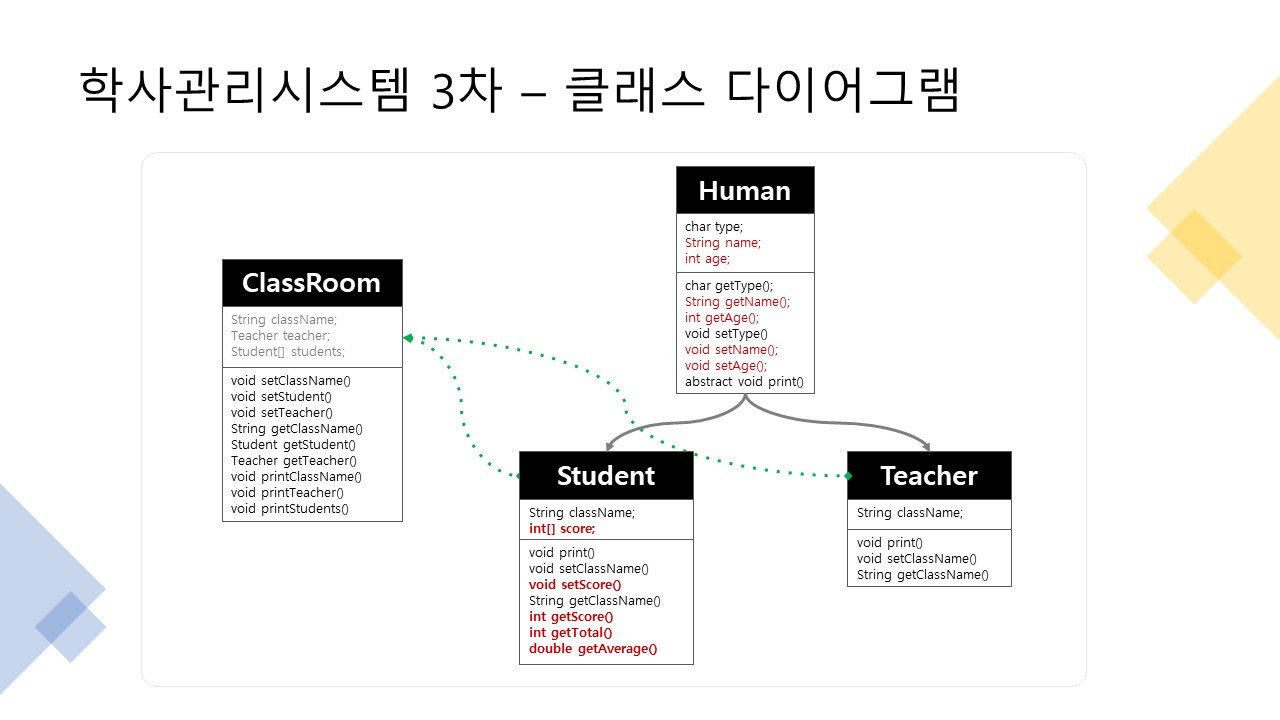 학사관리시스템 3차 – 클래스 다이어그램
Human
char type;
String name;
int age;
char getType();
String getName();
int getAge();
void setType()
void setName();
void setAge();
abstract void print()
ClassRoom
String className;
Teacher teacher;
Student[] students;
void setClassName()
void setStudent()
void setTeacher()
String getClassName()
Student getStudent()
Teacher getTeacher()
void printClassName()
void printTeacher()
void printStudents()
Student
String className;
int[] score;
void print()
void setClassName()
void setScore()
String getClassName()
int getScore()
int getTotal()
double getAverage()
Teacher
String className;
void print()
void setClassName()
String getClassName()